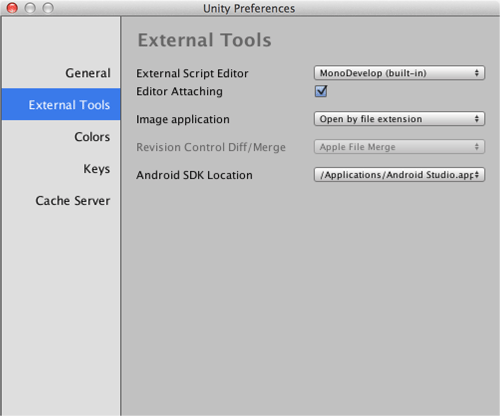 Unity Preferences
General
External Tools
Colors
Keys
Cache Server
External Tools
External Script Editor MonoDevelop (built-in)
Editor Attaching
Image application Open by file extension
Revision Control Diff/Merge Apple File Merge
Android SDK Location /Applications/Android Studio.app